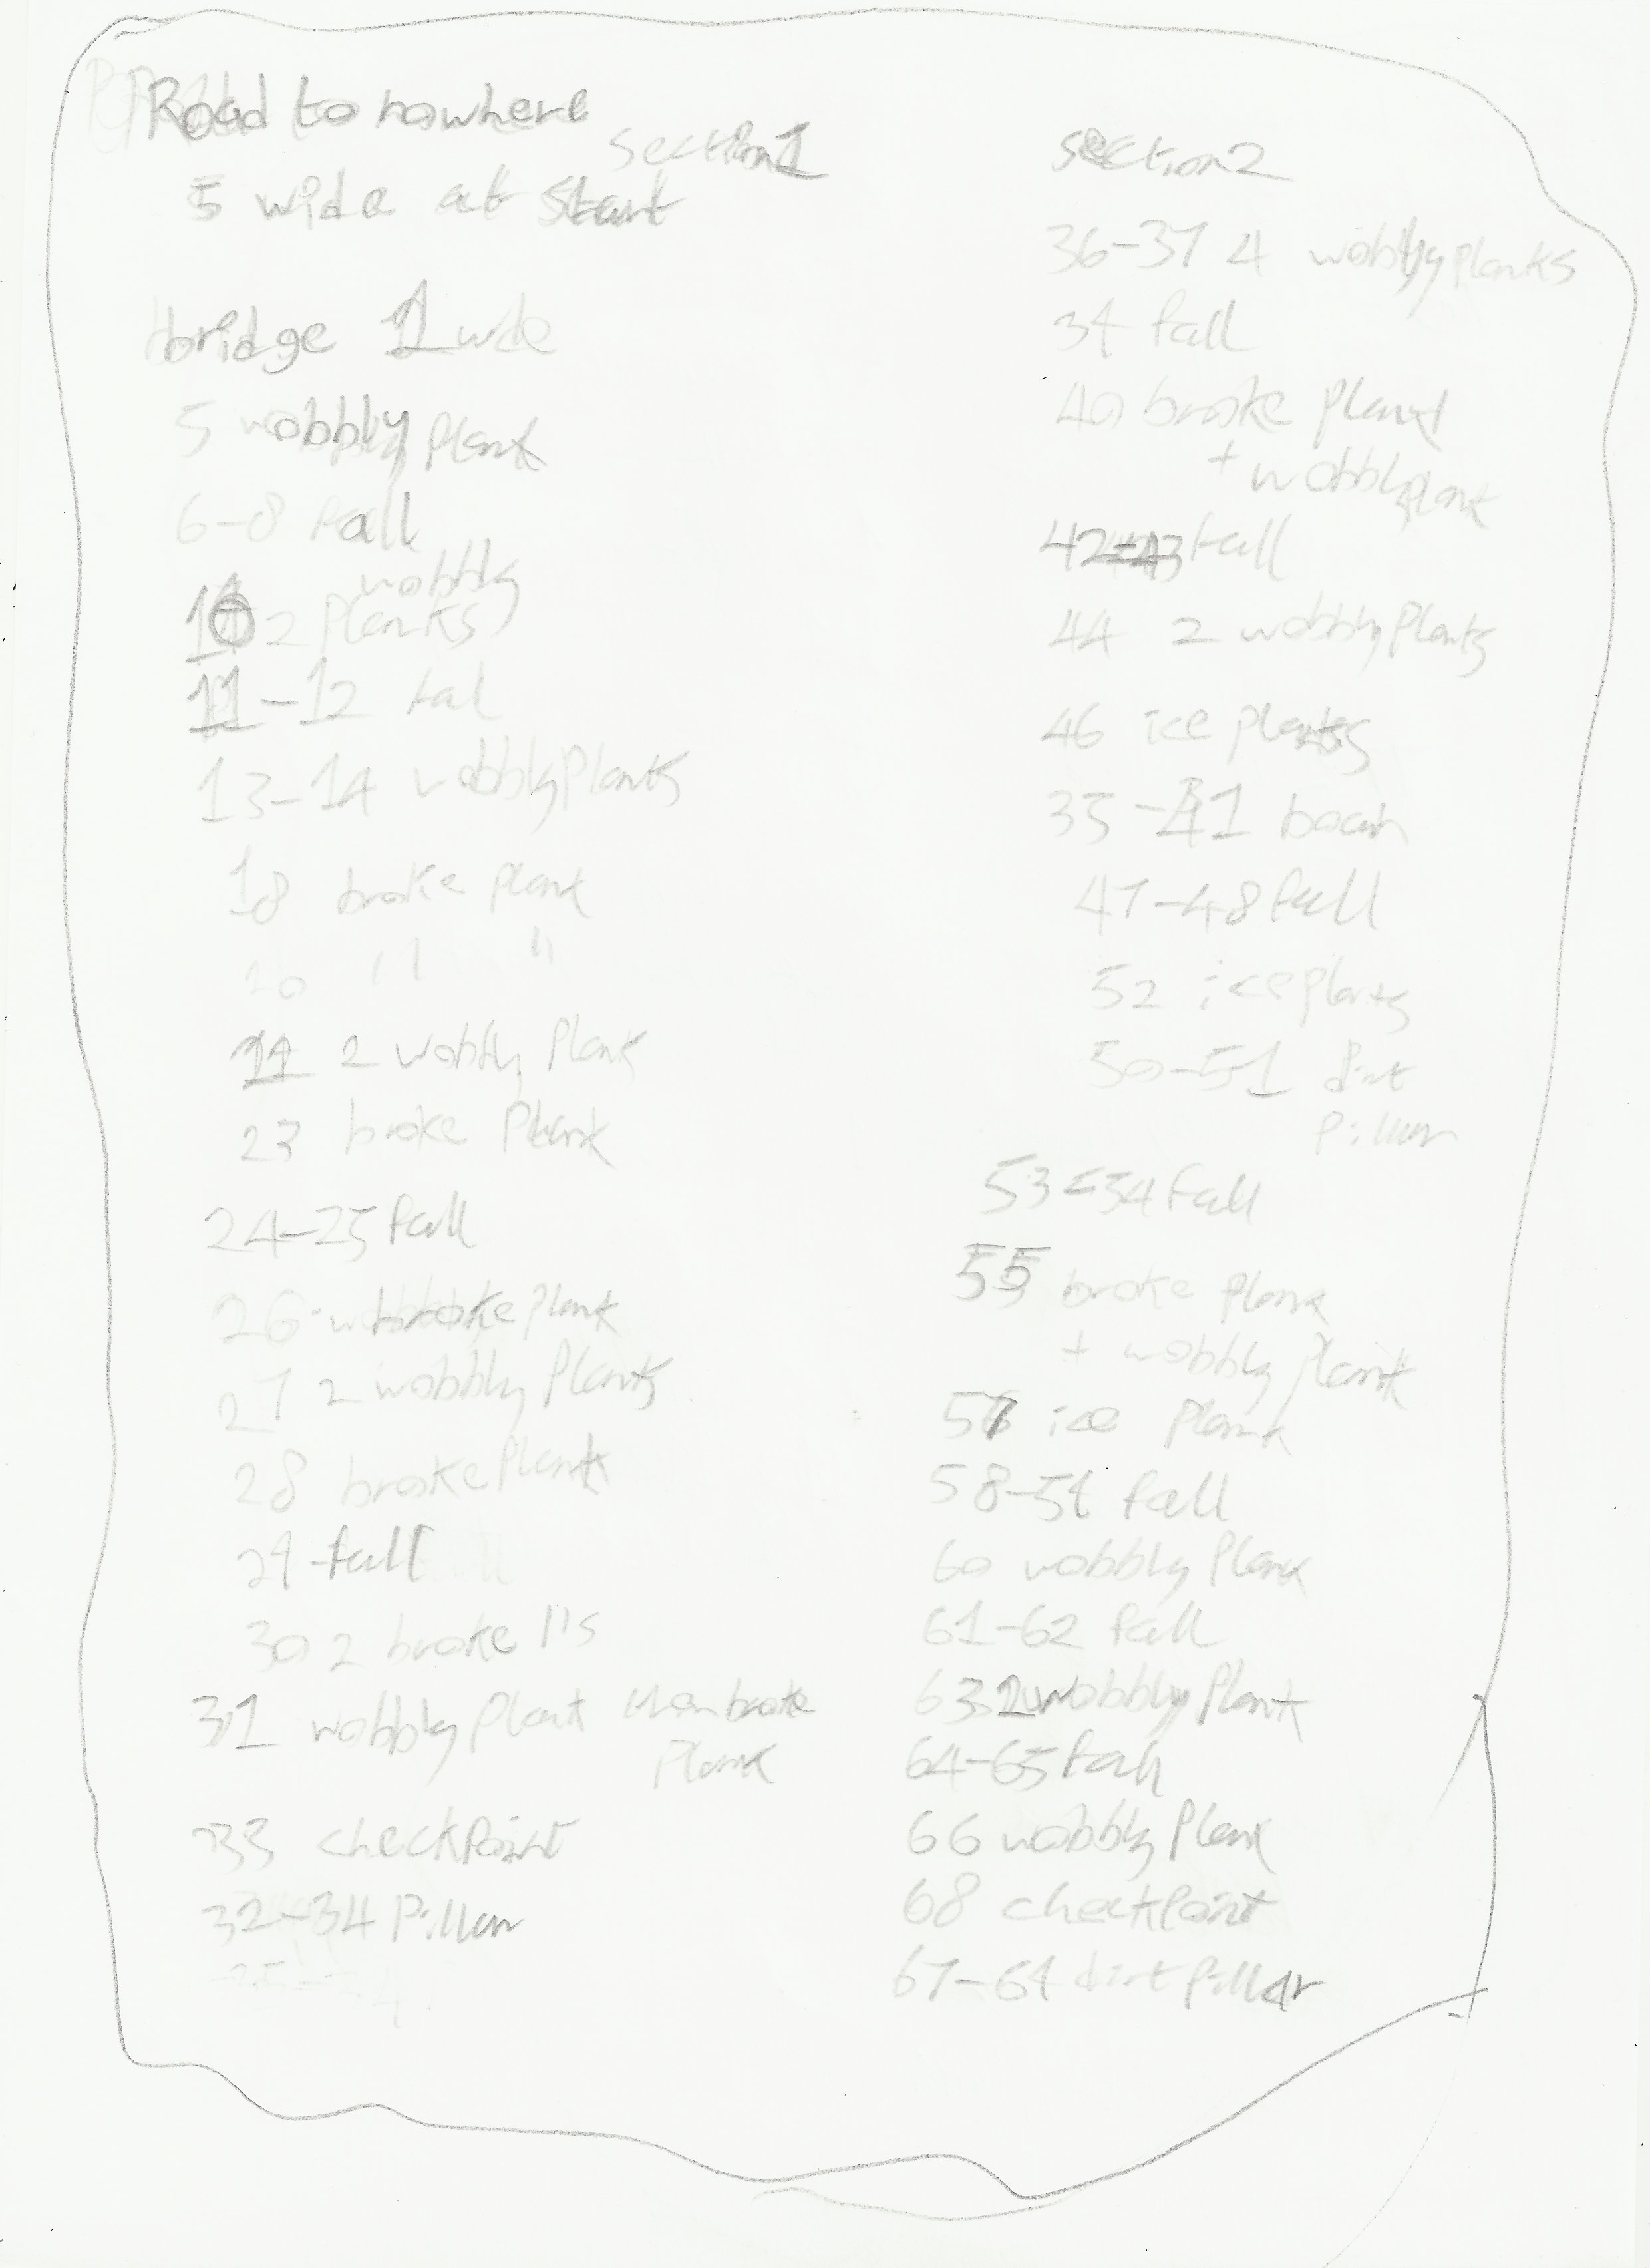 Road to nowhere
section1
5 wide at start
bridge 1 wide
5 wobbly plank
6-8 fall
wobbly
10 2 planks
11-12 fall
13-14 wobbly planks
18 broke plank
20 " "
2 wobbly plank
23 broke plank
24-25 fall
26 broke plank
27 2 wobbly planks
28 broke plank
29 fall
30 2 broke
31 wobbly plank then broke
plank
33 checkpoint
32-34 pillar
section2
36-37 4 wobbly planks
39 fall
40 broke plank
+ wobbly plank
42-43 fall
44 2 wobbly planks
46 ice planks
47-48 fall
52 ice planks
50-51 dirt
pillar
53-54 fall
55 broke plank
+ wobbly plank
57 ice plank
58-59 fall
60 wobbly plank
61-62 fall
63 1 wobbly plank
64-65 fall
66 wobbly plank
68 checkpoint
67-69 dirt pillar